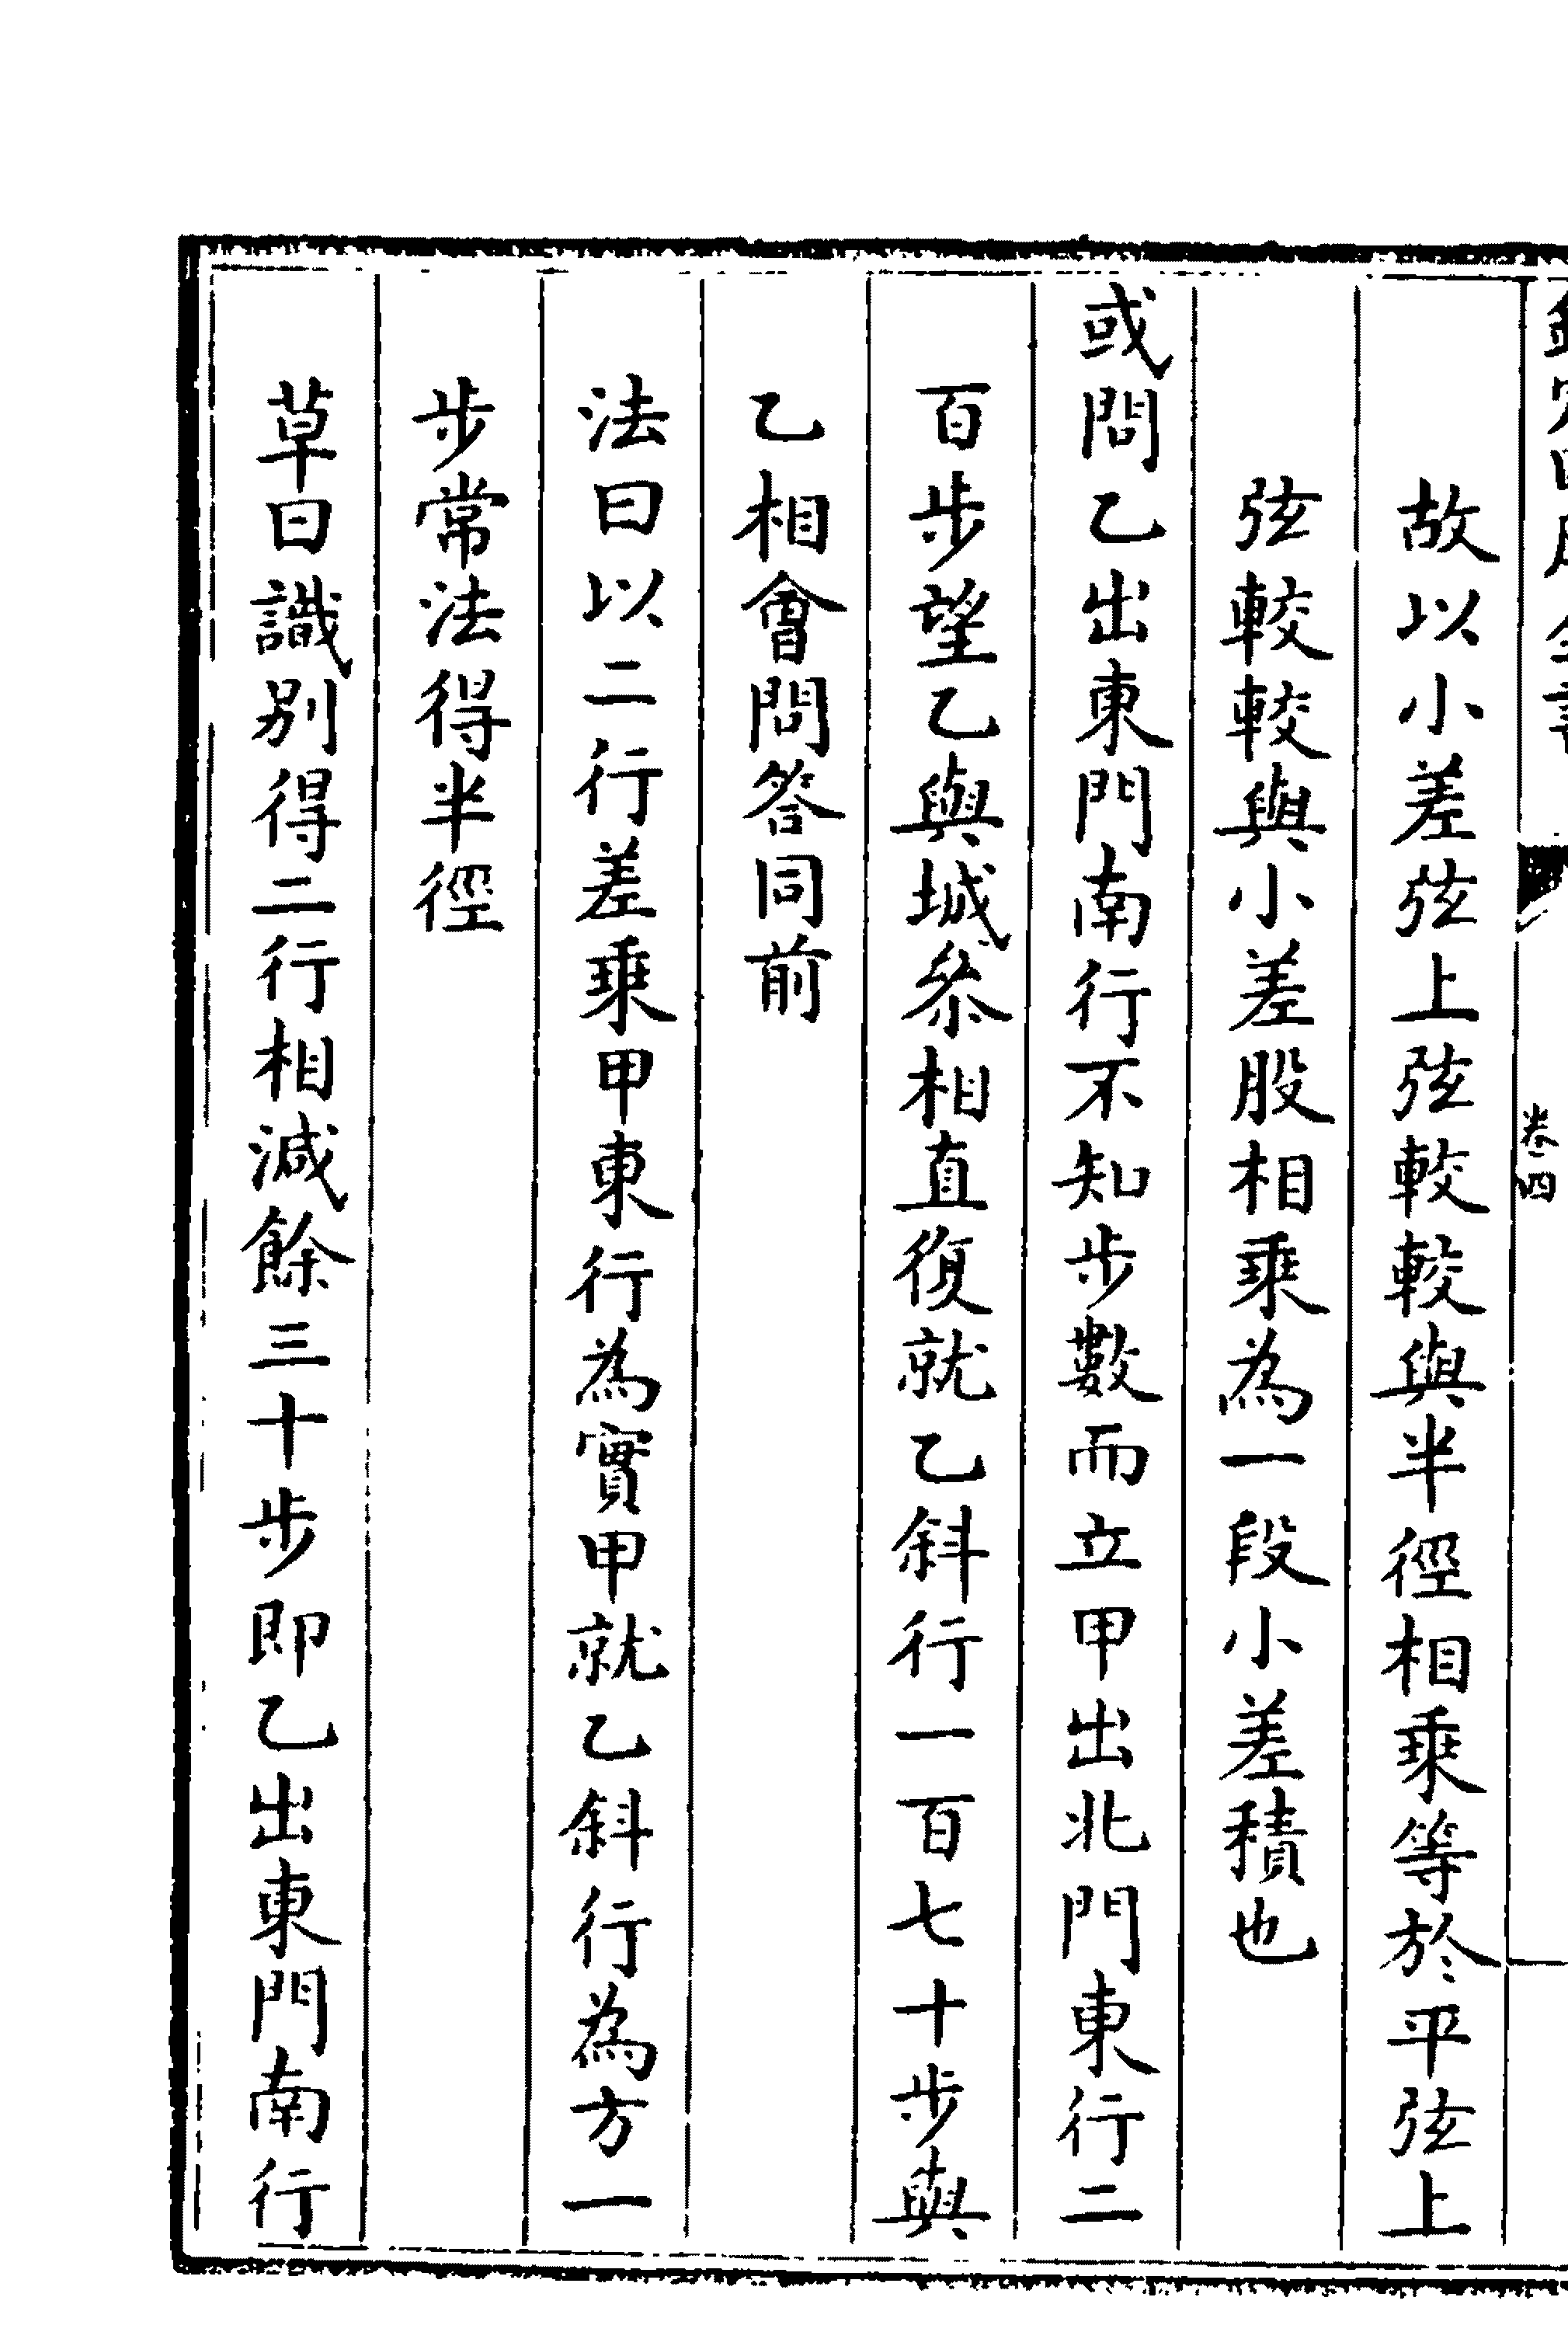 欽定四庫全書
卷四
故以小差弦上弦較較與半徑相乘等於平弦上
弦較較與小差股相乘為一段小差積也
或問乙出東門南行不知步數而立甲出北門東行二
百步望乙與城叅相直復就乙斜行一百七十步與
乙相會問答同前
法曰以二行差乘甲東行為實甲就乙斜行為方一
步常法得半徑
草曰識別得二行相減餘三十步即乙出東門南行